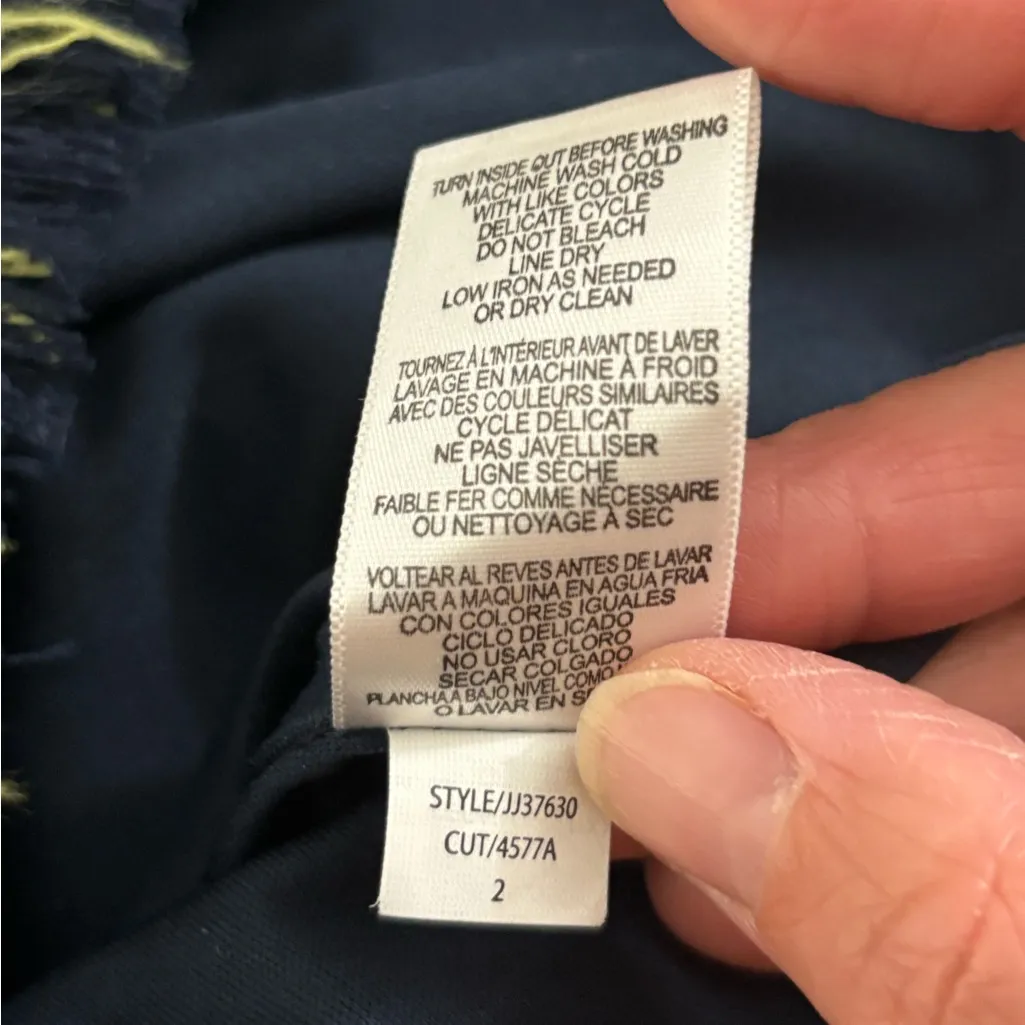 TURN INSIDE OUT BEFORE WASHING
MACHINE WASH COLD
WITH LIKE COLORS
DELICATE CYCLE
DO NOT BLEACH
LINE DRY
LOW IRON AS NEEDED
OR DRY CLEAN
TOURNEZ À L'INTÉRIEUR AVANT DE LAVER
LAVAGE EN MACHINE À FROID
AVEC DES COULEURS SIMILAIRES
CYCLE DÉLICAT
NE PAS JAVELLISER
LIGNE SÈCHE
FAIBLE FER COMME NÉCESSAIRE
OU NETTOYAGE À SEC
VOLTEAR AL REVES ANTES DE LAVAR
LAVAR A MAQUINA EN AGUA FRIA
CON COLORES IGUALES
CICLO DELICADO
NO USAR CLORO
SECAR COLGADO
PLANCHAA BAJO NIVEL COMO
O LAVAR EN
STYLE/JJ37630
CUT/4577A
2